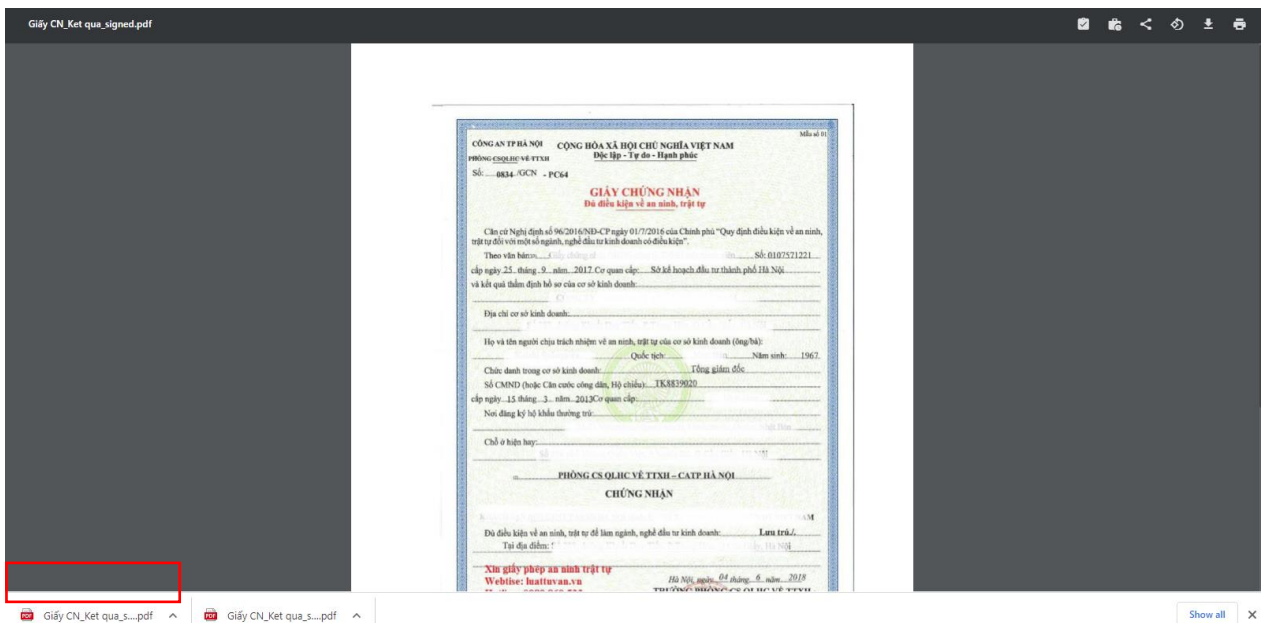 Giấy CN_Ket qua_signed.pdf
Mẫu số 01
CÔNG AN TP HÀ NỘI
CỘNG HÒA XÃ HỘI CHỦ NGHĨA VIỆT NAM
PHÒNG CSQLHC VỀ TTXH
Độc lập - Tự do - Hạnh phúc
Số: 0834 /GCN - PC64
GIẤY CHỨNG NHẬN
Đủ điều kiện về an ninh, trật tự
Căn cứ Nghị định số 96/2016/NĐ-CP ngày 01/7/2016 của Chính phủ "Quy định điều kiện về an ninh,
trật tự đối với một số ngành, nghề đầu tư kinh doanh có điều kiện".
Theo văn bản: Số: 0107571221
cấp ngày 25 tháng 9 năm 2017 Cơ quan cấp: Sở kế hoạch đầu tư thành phố Hà Nội
và kết quả thẩm định hồ sơ của cơ sở kinh doanh:
Địa chỉ cơ sở kinh doanh:
Họ và tên người chịu trách nhiệm về an ninh, trật tự của cơ sở kinh doanh (ông/bà):
Quốc tịch: Năm sinh: 1967.
Chức danh trong cơ sở kinh doanh: Tổng giám đốc
Số CMND (hoặc Căn cước công dân, Hộ chiếu): TK8839020
cấp ngày 15 tháng 3 năm 2013 Cơ quan cấp:
Nơi đăng ký hộ khẩu thường trú:
Chỗ ở hiện hay:
PHÒNG CS QLHC VỀ TTXH – CATP HÀ NỘI
CHỨNG NHẬN
Đủ điều kiện về an ninh, trật tự để làm ngành, nghề đầu tư kinh doanh: Lưu trú./.
Tại địa điểm: Hà Nội
Xin giấy phép an ninh trật tự
Webtise: luattuvan.vn
Hà Nội, ngày 04 tháng 6 năm 2018
Giấy CN_Ket qua_s....pdf
Giấy CN_Ket qua_s....pdf
Show all